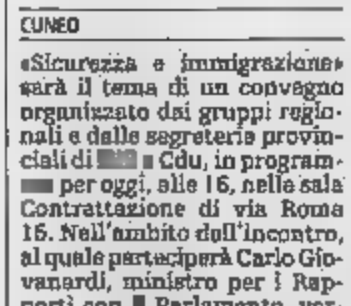 CUNEO
«Sicurezza e immigrazione»
sarà il tema di un convegno
organizzato dai gruppi regio-
nali e dalle segreterie provin-
ciali di Cdu, in program-
per oggi, alle 16, nella sala
Contrattazione di via Roma
16. Nell'ambito dell'incontro,
al quale parteciperà Carlo Gio-
vanardi, ministro per i Rap-
porti con Parlamento, ver-